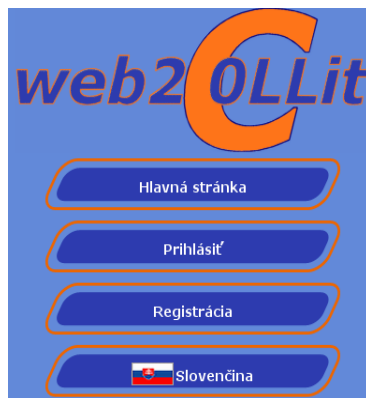 web2C0LLit
Hlavná stránka
Prihlásiť
Registrácia
Slovenčina